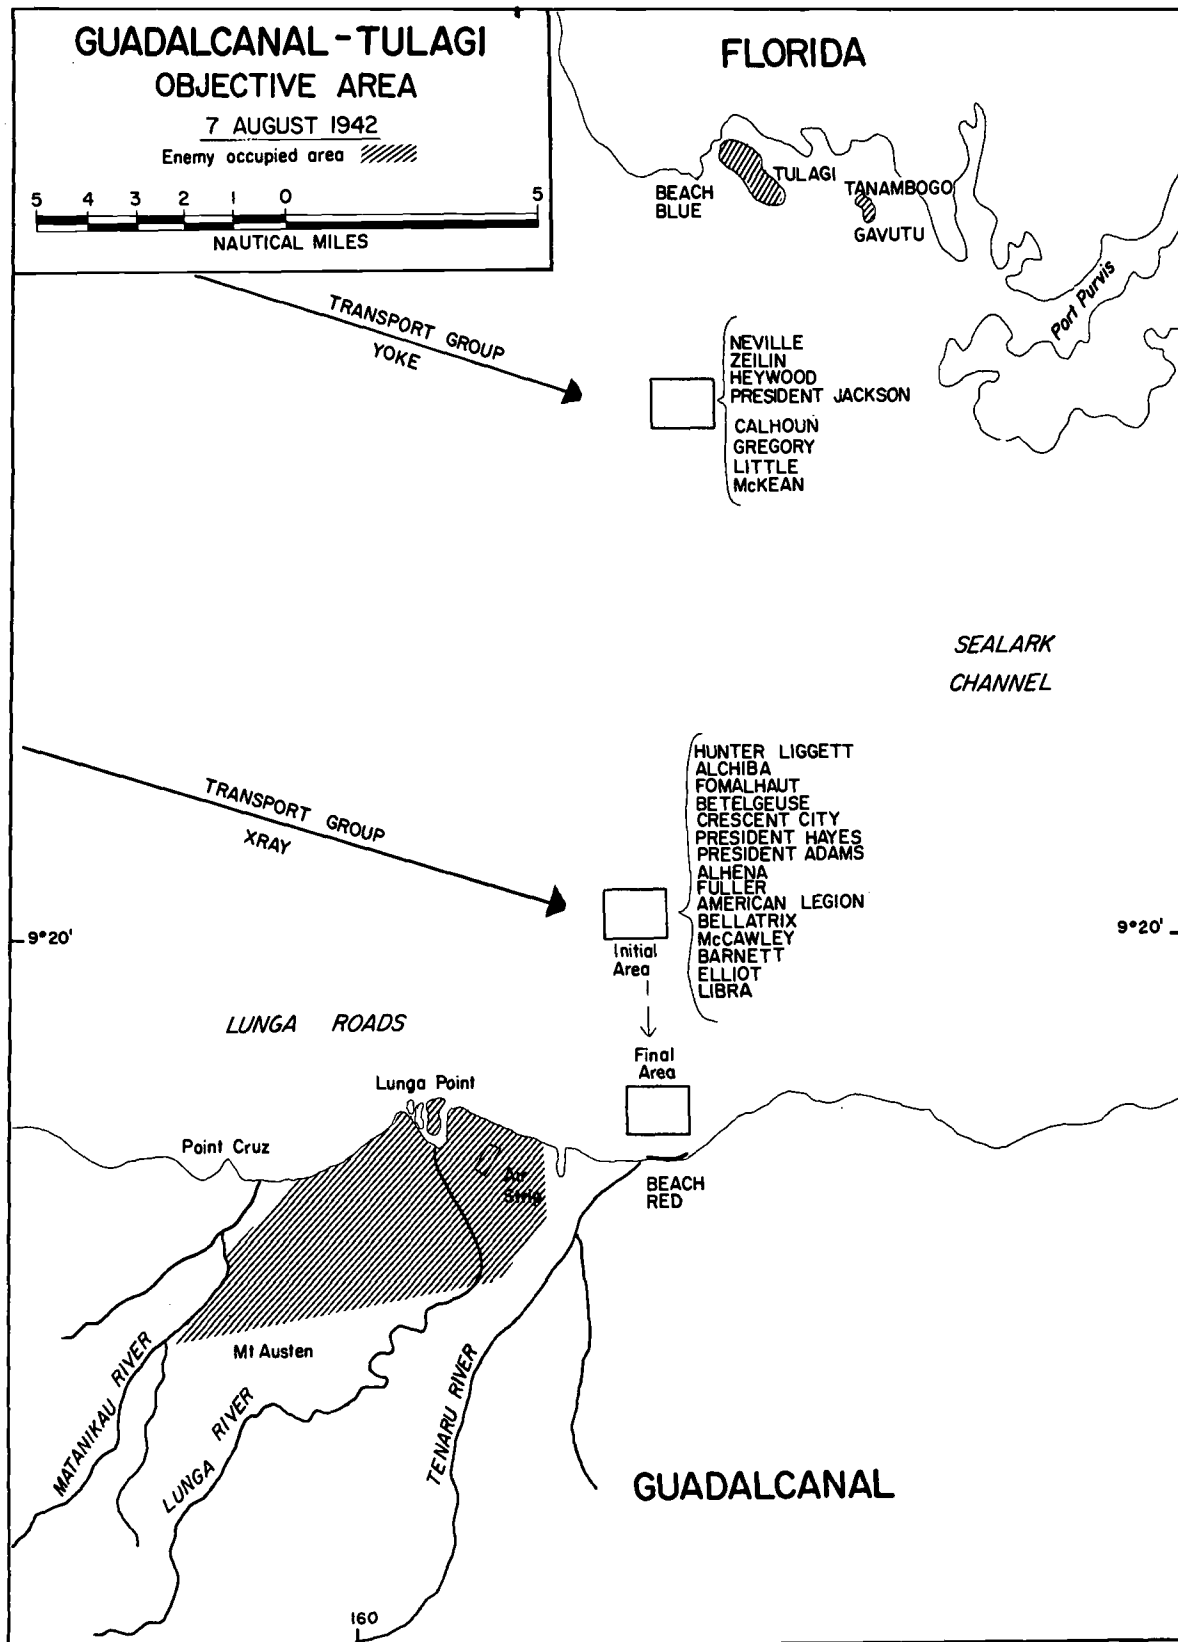 GUADALCANAL-TULAGI
OBJECTIVE AREA
7 AUGUST 1942
Enemy occupied area
5 4 3 2 1 0 5
NAUTICAL MILES
FLORIDA
BEACH
BLUE
TULAGI
TANAMBOGO
GAVUTU
Port Purvis
TRANSPORT GROUP
YOKE
NEVILLE
ZEILIN
HEYWOOD
PRESIDENT JACKSON
CALHOUN
GREGORY
LITTLE
McKEAN
SEALARK
CHANNEL
TRANSPORT GROUP
XRAY
HUNTER LIGGETT
ALCHIBA
FOMALHAUT
BETELGEUSE
CRESCENT CITY
PRESIDENT HAYES
PRESIDENT ADAMS
ALHENA
FULLER
AMERICAN LEGION
BELLATRIX
McCAWLEY
BARNETT
ELLIOT
LIBRA
9°20'
9°20'
Initial
Area
LUNGA ROADS
Final
Area
Lunga Point
Point Cruz
Air
Strip
BEACH
RED
Mt Austen
MATANIKAU RIVER
LUNGA RIVER
TENARU RIVER
GUADALCANAL
160